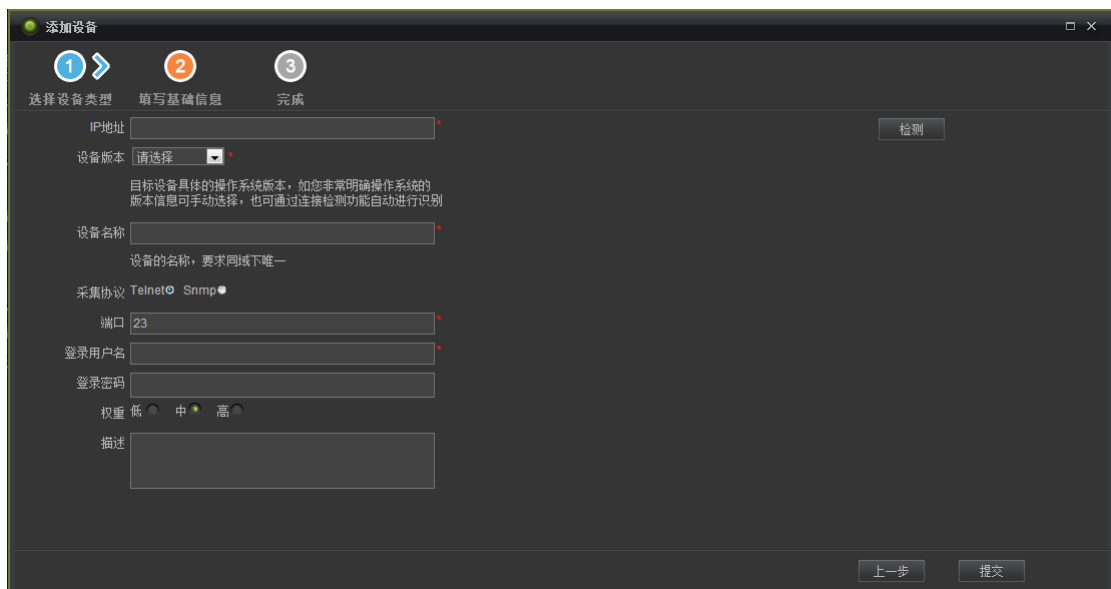 添加设备
1 2 3
选择设备类型 填写基础信息 完成
IP地址 * 检测
设备版本 请选择 *
目标设备具体的操作系统版本，如您非常明确操作系统的
版本信息可手动选择，也可通过连接检测功能自动进行识别
设备名称 *
设备的名称，要求同域下唯一
采集协议 Telnet Snmp
端口 23 *
登录用户名 *
登录密码
权重 低 中 高
描述
上一步 提交